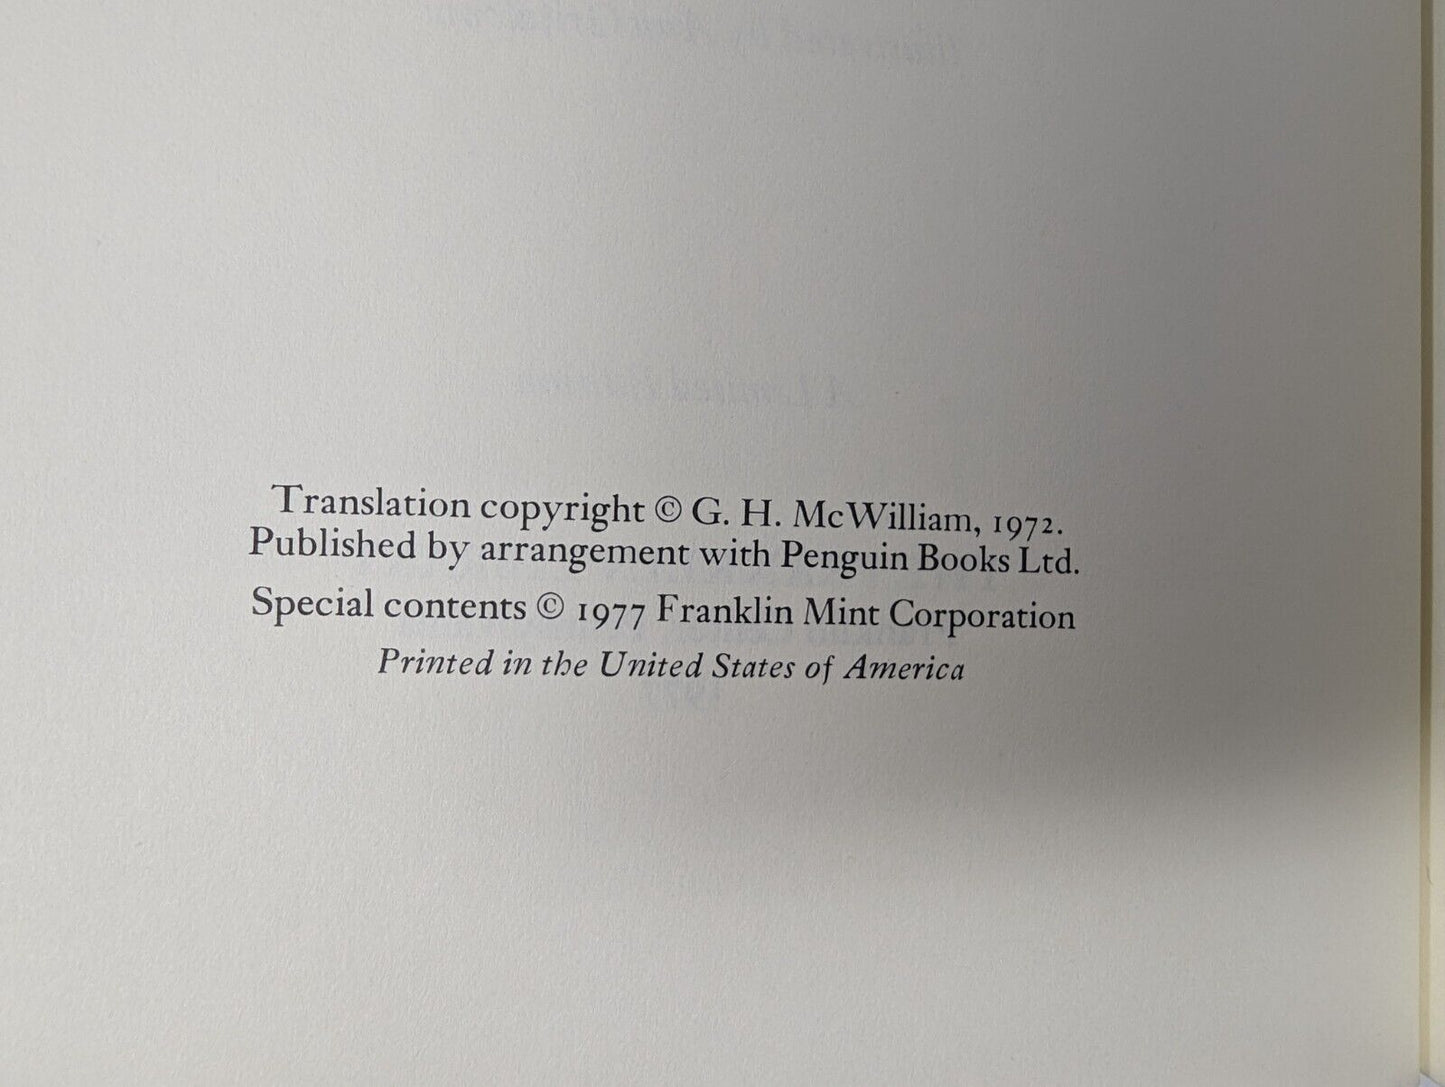 Translation copyright © G. H. McWilliam, 1972.
Published by arrangement with Penguin Books Ltd.
Special contents © 1977 Franklin Mint Corporation
Printed in the United States of America